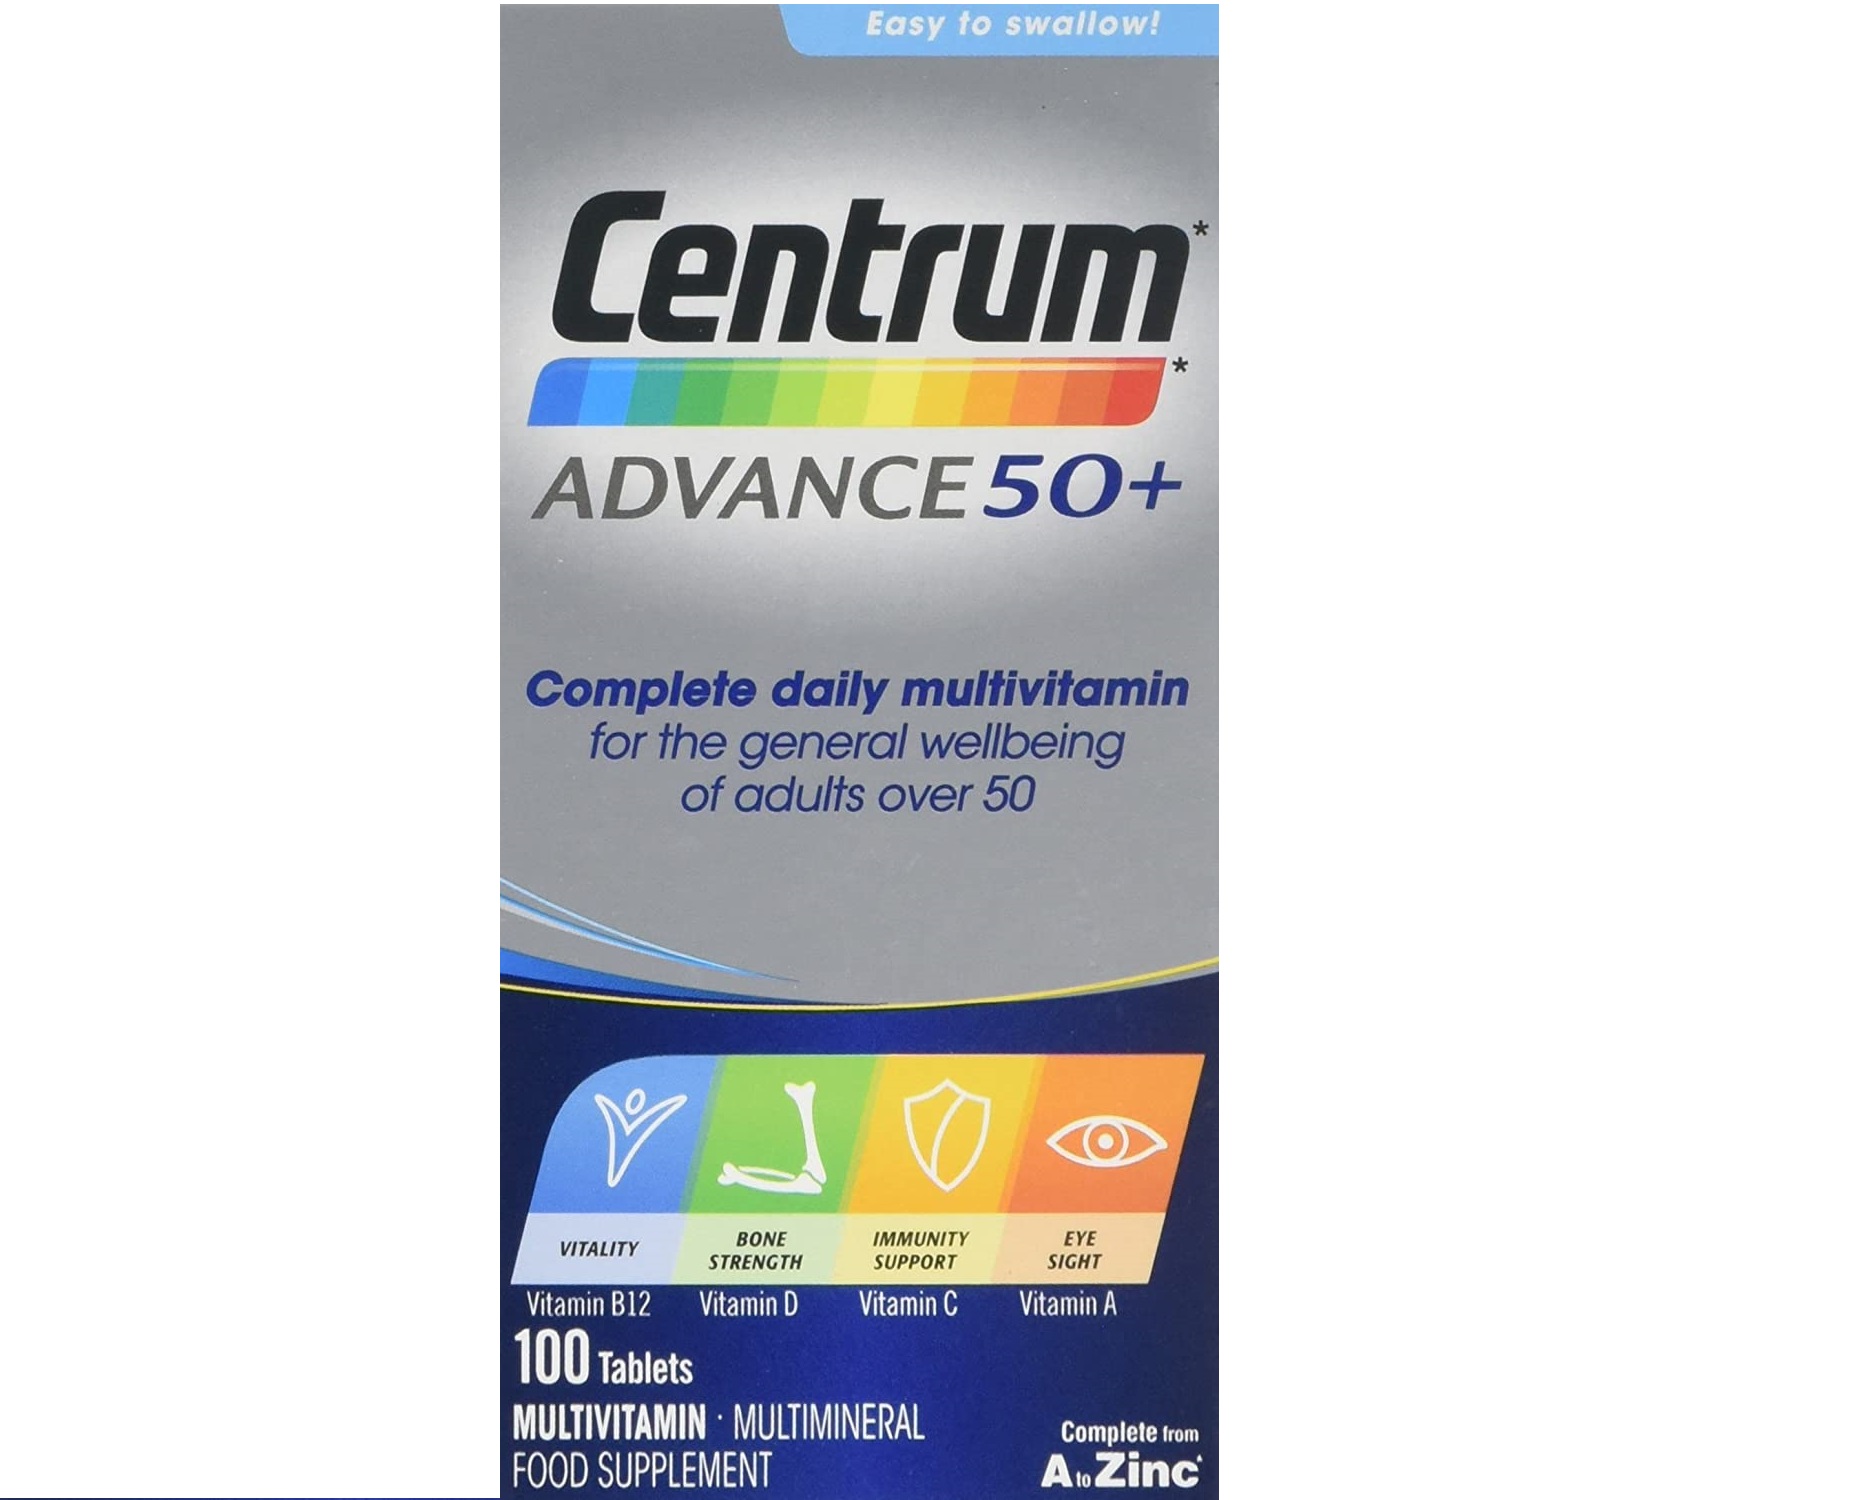 Easy to swallow!
Centrum*
*
ADVANCE 50+
Complete daily multivitamin
for the general wellbeing
of adults over 50
VITALITY
BONE
STRENGTH
IMMUNITY
SUPPORT
EYE
SIGHT
Vitamin B12
Vitamin D
Vitamin C
Vitamin A
100 Tablets
MULTIVITAMIN · MULTIMINERAL
FOOD SUPPLEMENT
Complete from
A to Zinc*